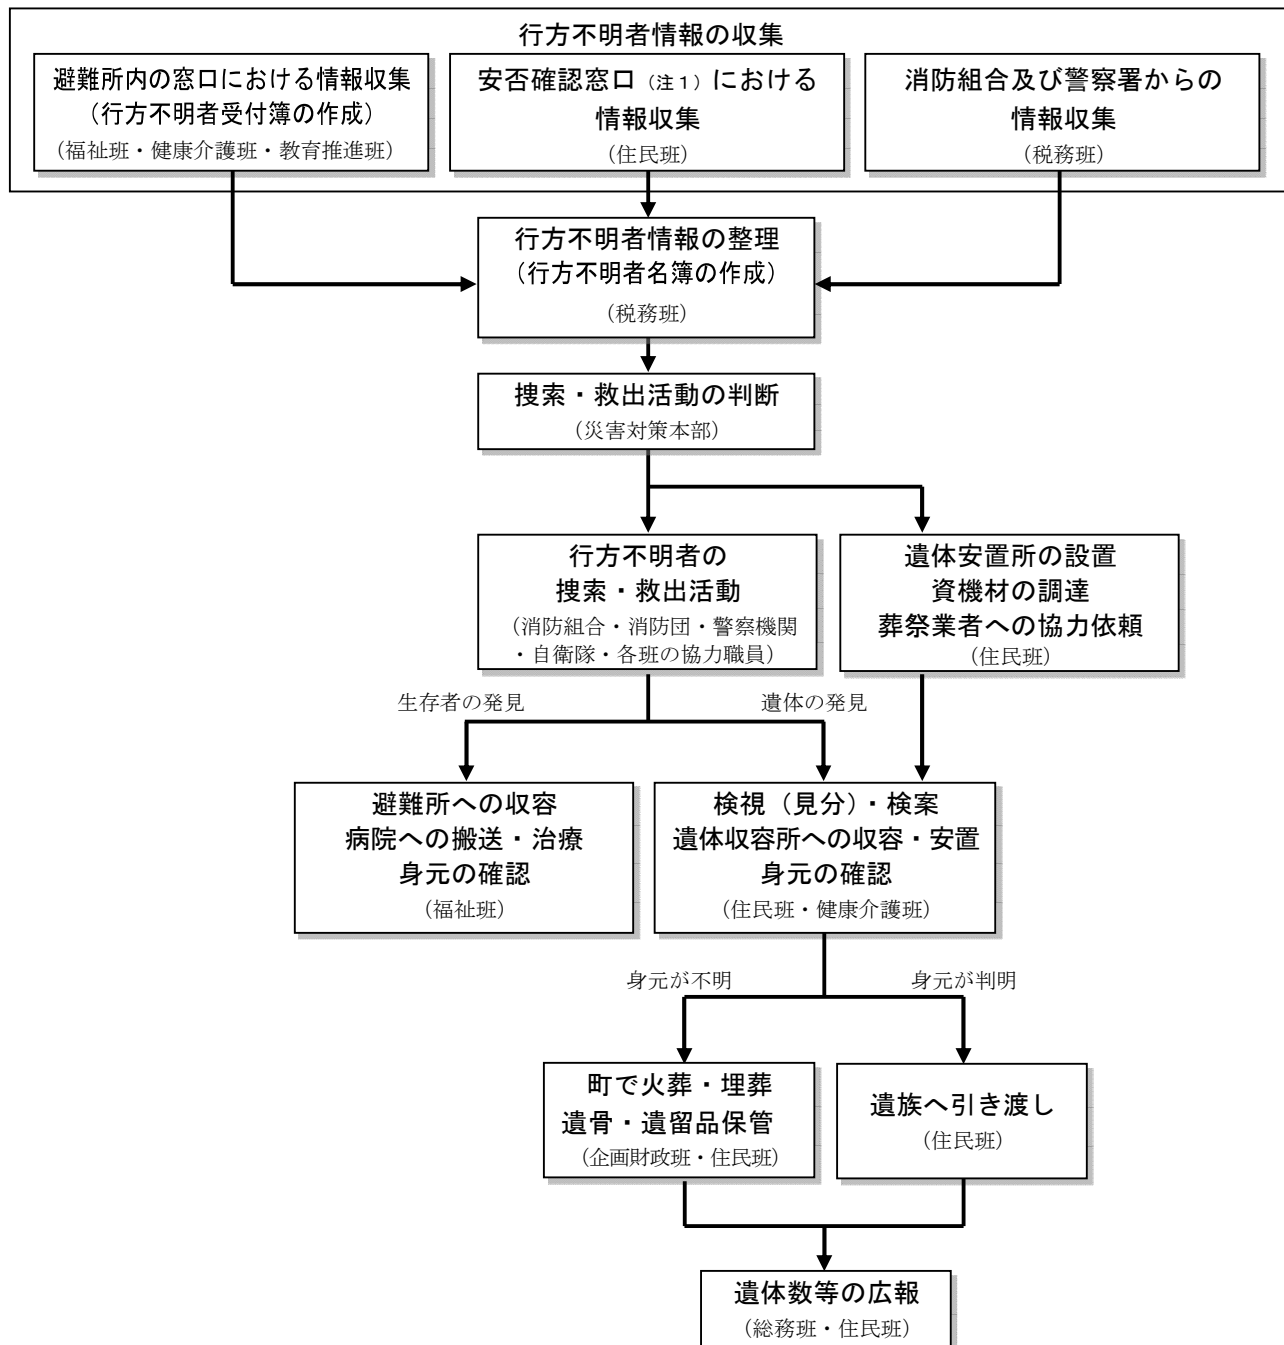 行方不明者情報の収集
避難所内の窓口における情報収集
（行方不明者受付簿の作成）
（福祉班・健康介護班・教育推進班）
安否確認窓口（注１）における
情報収集
（住民班）
消防組合及び警察署からの
情報収集
（税務班）
行方不明者情報の整理
（行方不明者名簿の作成）
（税務班）
捜索・救出活動の判断
（災害対策本部）
行方不明者の
捜索・救出活動
（消防組合・消防団・警察機関
・自衛隊・各班の協力職員）
遺体安置所の設置
資機材の調達
葬祭業者への協力依頼
（住民班）
生存者の発見
遺体の発見
避難所への収容
病院への搬送・治療
身元の確認
（福祉班）
検視（見分）・検案
遺体収容所への収容・安置
身元の確認
（住民班・健康介護班）
身元が不明
身元が判明
町で火葬・埋葬
遺骨・遺留品保管
（企画財政班・住民班）
遺族へ引き渡し
（住民班）
遺体数等の広報
（総務班・住民班）